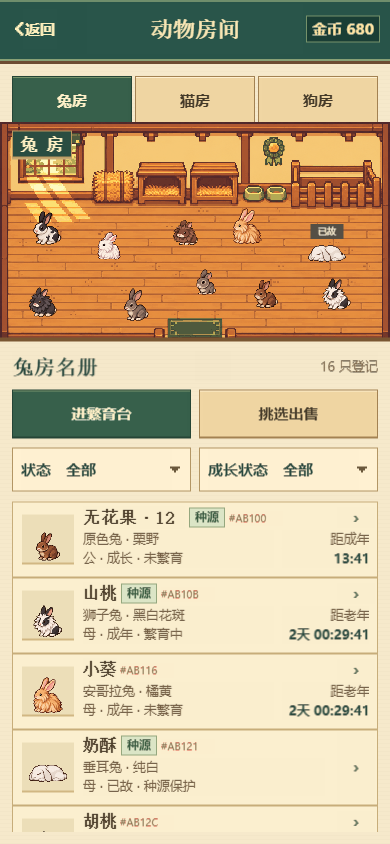 返回
动物房间
金币 680
兔房
猫房
狗房
兔 房
已故
兔房名册
16 只登记
进繁育台
挑选出售
状态 全部
成长状态 全部
无花果 · 12 种源 #AB100
原色兔 · 栗野
距成年
公 · 成长 · 未繁育
13:41
山桃 种源 #AB10B
狮子兔 · 黑白花斑
距老年
母 · 成年 · 繁育中
2天 00:29:41
小葵 #AB116
安哥拉兔 · 橘黄
距老年
母 · 成年 · 未繁育
2天 00:29:41
奶酥 种源 #AB121
垂耳兔 · 纯白
母 · 已故 · 种源保护
胡桃 #AB12C